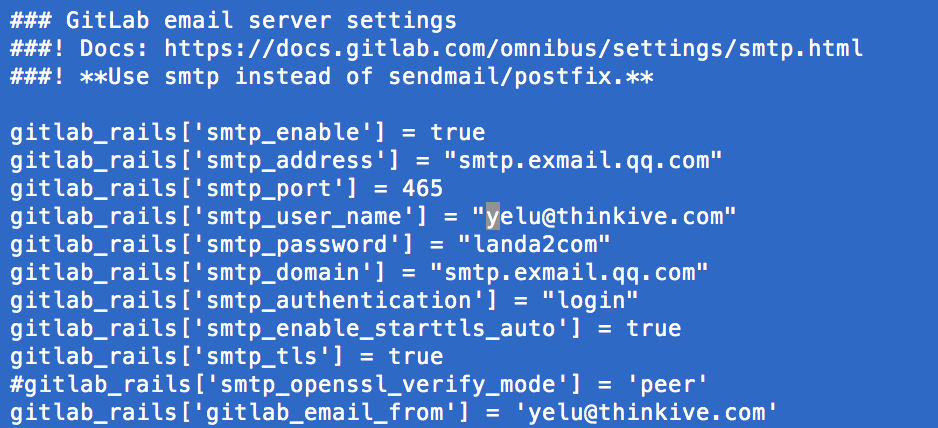 ### GitLab email server settings
###! Docs: https://docs.gitlab.com/omnibus/settings/smtp.html
###! **Use smtp instead of sendmail/postfix.**
gitlab_rails['smtp_enable'] = true
gitlab_rails['smtp_address'] = "smtp.exmail.qq.com"
gitlab_rails['smtp_port'] = 465
gitlab_rails['smtp_user_name'] = "yelu@thinkive.com"
gitlab_rails['smtp_password'] = "landa2com"
gitlab_rails['smtp_domain'] = "smtp.exmail.qq.com"
gitlab_rails['smtp_authentication'] = "login"
gitlab_rails['smtp_enable_starttls_auto'] = true
gitlab_rails['smtp_tls'] = true
#gitlab_rails['smtp_openssl_verify_mode'] = 'peer'
gitlab_rails['gitlab_email_from'] = 'yelu@thinkive.com'